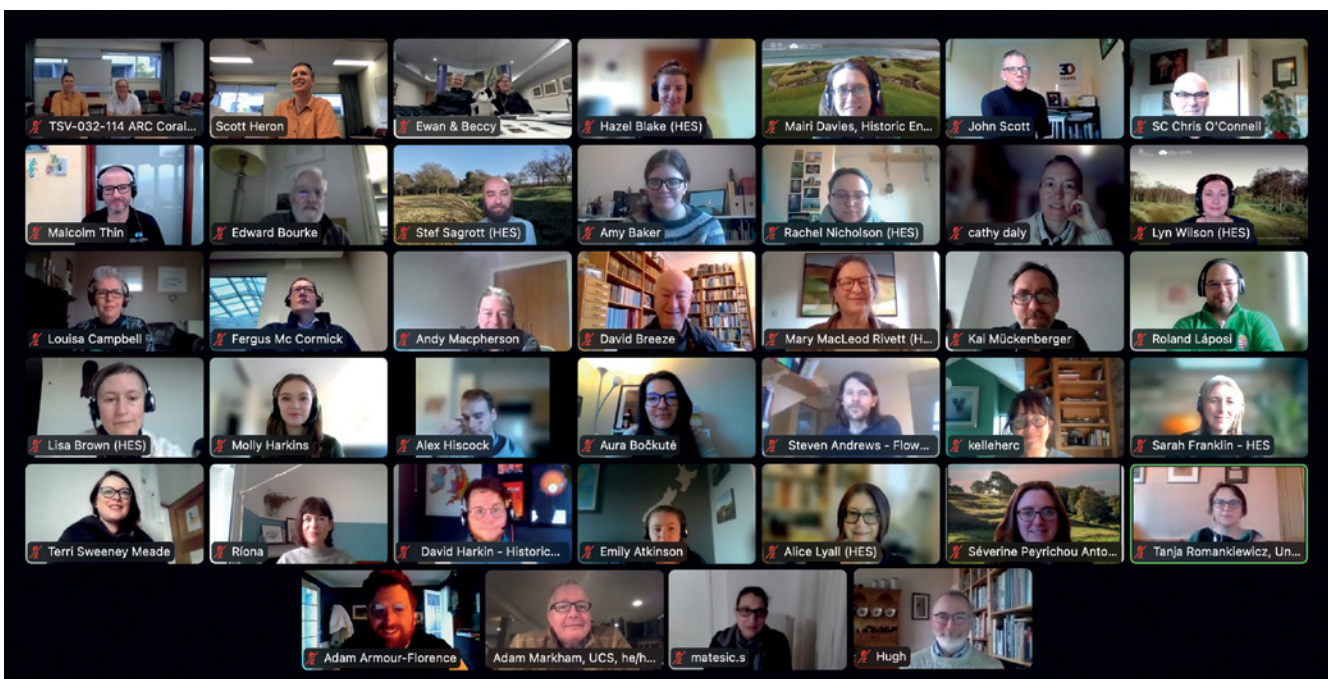 TSV-032-114 ARC Coral...
Scott Heron
Ewan & Beccy
Hazel Blake (HES)
Mairi Davies, Historic En...
John Scott
SC Chris O'Connell
Malcolm Thin
Edward Bourke
Stef Sagrott (HES)
Amy Baker
Rachel Nicholson (HES)
cathy daly
Lyn Wilson (HES)
Louisa Campbell
Fergus Mc Cormick
Andy Macpherson
David Breeze
Mary MacLeod Rivett (H...
Kai Mückenberger
Roland Láposi
Lisa Brown (HES)
Molly Harkins
Alex Hiscock
Aura Bočkutė
Steven Andrews - Flow...
kelleherc
Sarah Franklin - HES
Terri Sweeney Meade
Ríona
David Harkin - Historic...
Emily Atkinson
Alice Lyall (HES)
Séverine Peyrichou Anto...
Tanja Romankiewicz, Un...
Adam Armour-Florence
Adam Markham, UCS, he/h...
matesic.s
Hugh